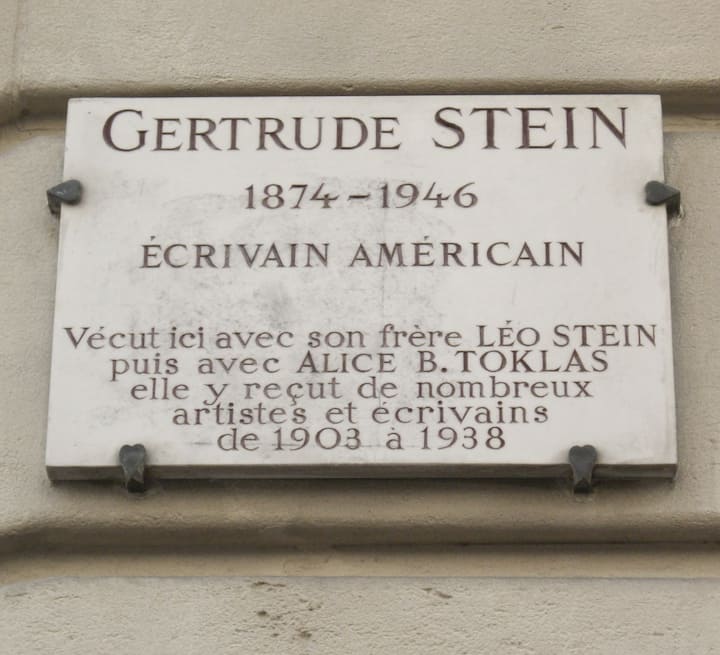 GERTRUDE STEIN
1874-1946
ÉCRIVAIN AMÉRICAIN
Vécut ici avec son frère LÉO STEIN
puis avec ALICE B. TOKLAS
elle y reçut de nombreux
artistes et écrivains
de 1903 à 1938